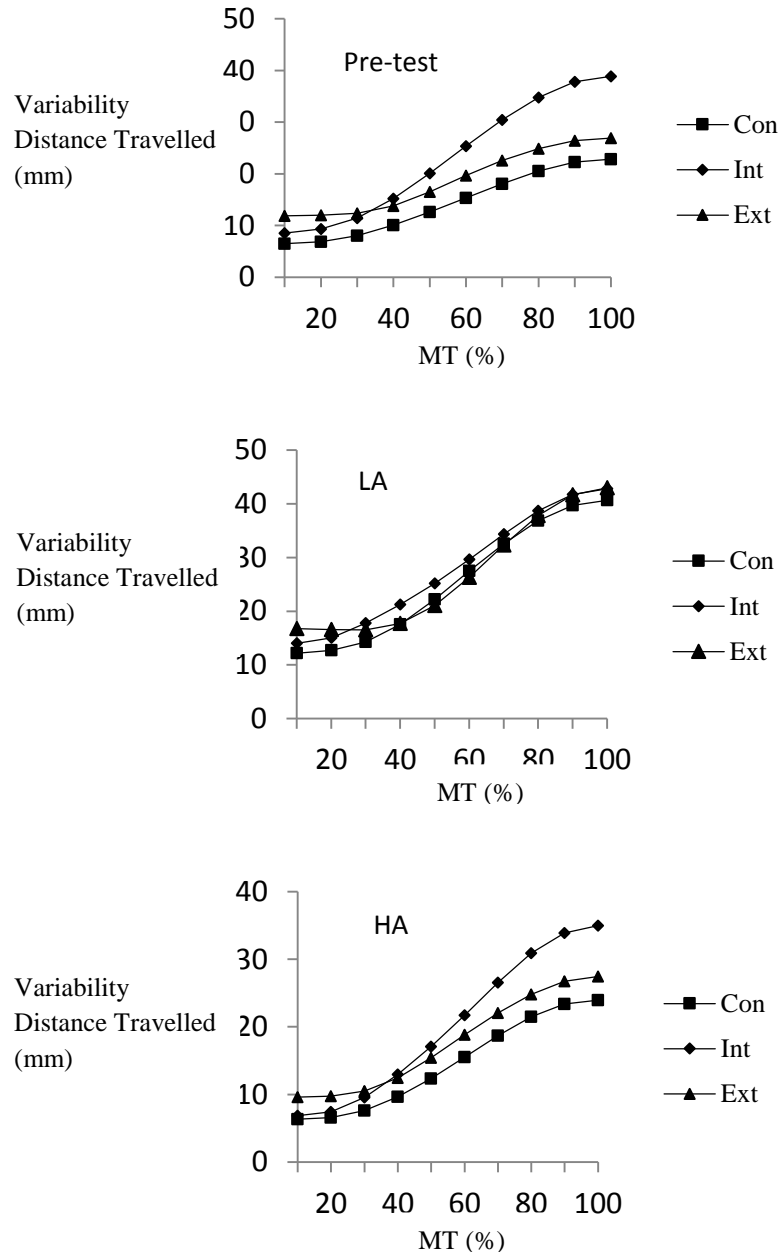 50
Pre-test
40
Variability
Distance Travelled
(mm)
0
0
10
0
Con
Int
Ext
20 40 60 80 100
MT (%)
50
LA
40
Variability
Distance Travelled
(mm)
30
20
10
0
Con
Int
Ext
20 40 60 80 100
MT (%)
40
HA
30
Variability
Distance Travelled
(mm)
20
10
0
Con
Int
Ext
20 40 60 80 100
MT (%)